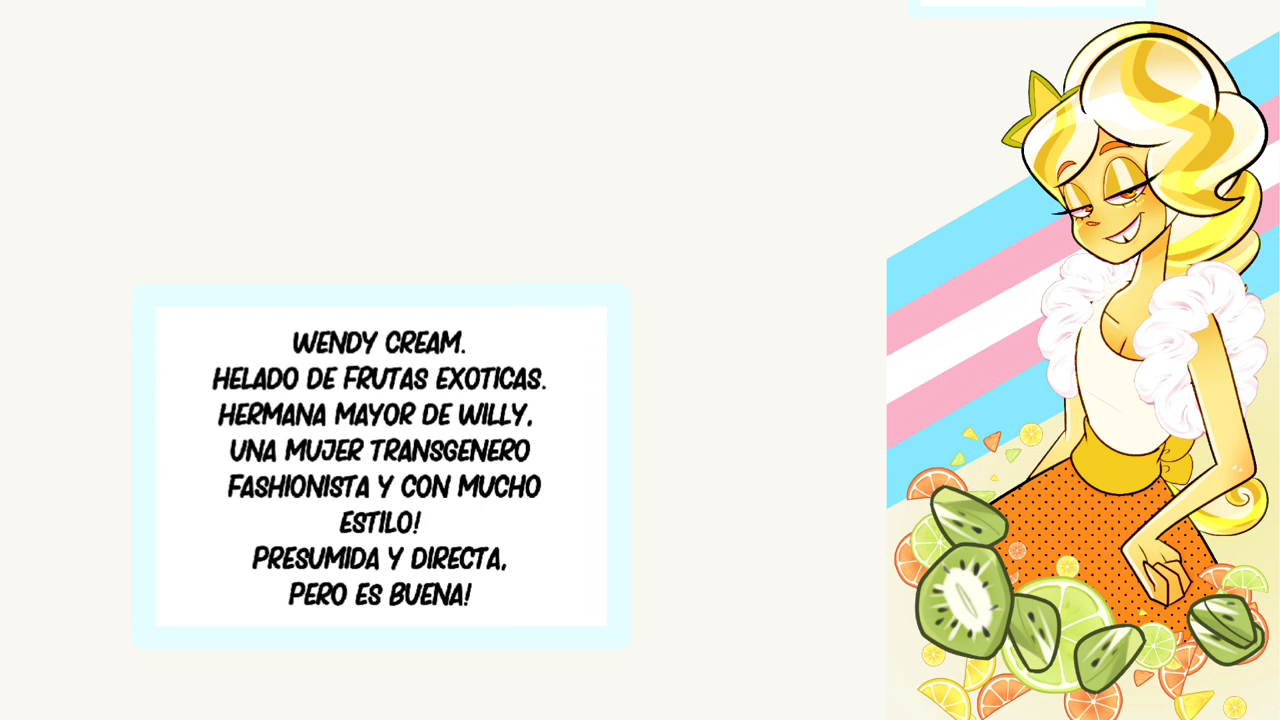 WENDY CREAM.
HELADO DE FRUTAS EXOTICAS.
HERMANA MAYOR DE WILLY,
UNA MUJER TRANSGENERO
FASHIONISTA Y CON MUCHO
ESTILO!
PRESUMIDA Y DIRECTA,
PERO ES BUENA!